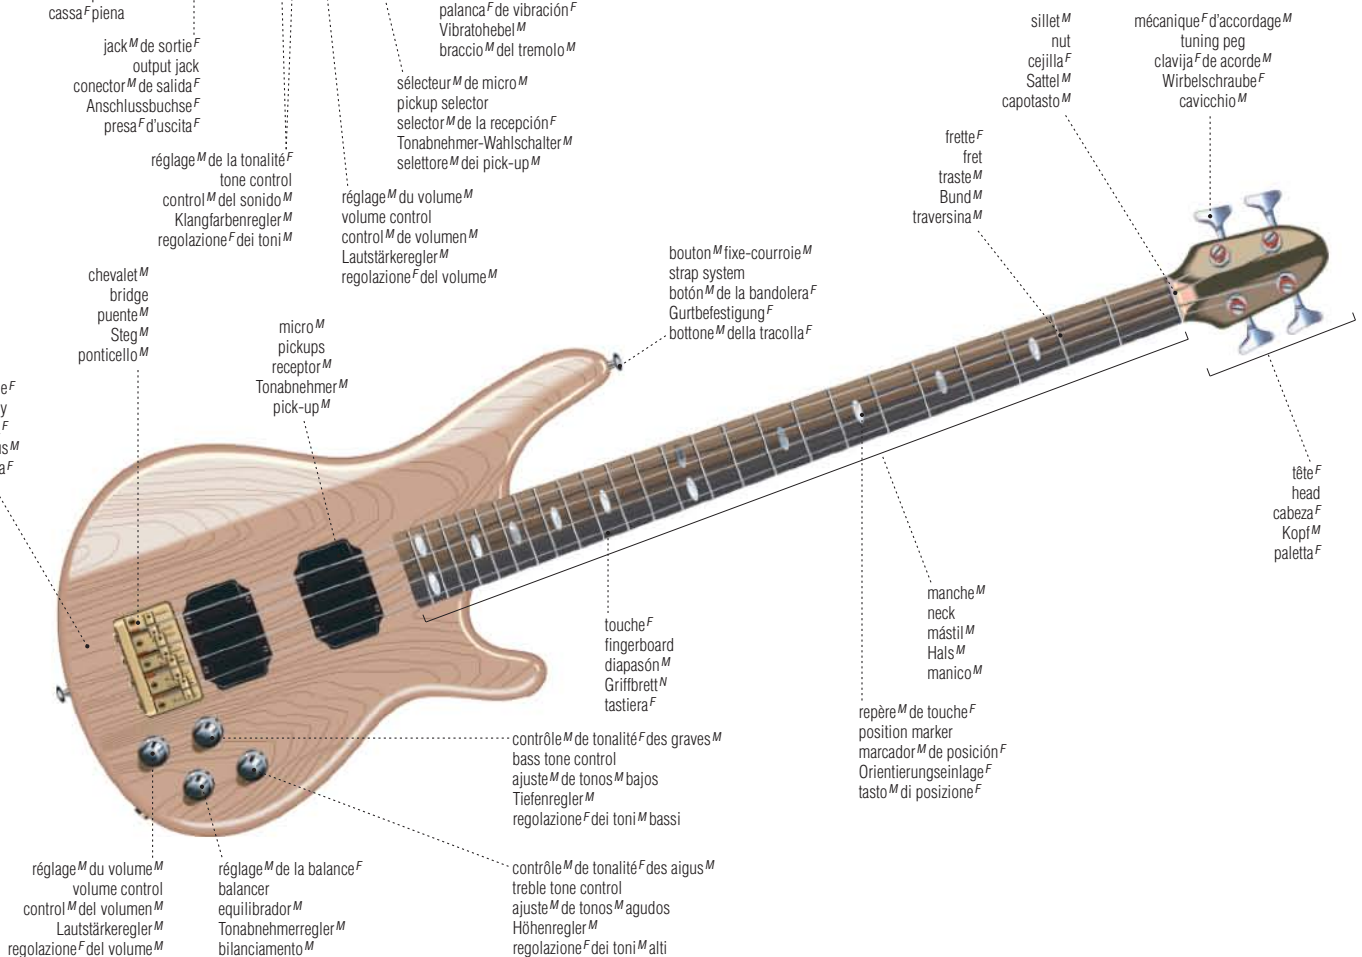 cassa F piena
jack M de sortie F
output jack
conector M de salida F
Anschlussbuchse F
presa F d'uscita F
réglage M de la tonalité F
tone control
control M del sonido M
Klangfarbenregler M
regolazione F dei toni M
palanca F de vibración F
Vibratohebel M
braccio M del tremolo M
sélecteur M de micro M
pickup selector
selector M de la recepción F
Tonabnehmer-Wahlschalter M
selettore M dei pick-up M
réglage M du volume M
volume control
control M de volumen M
Lautstärkeregler M
regolazione F del volume M
chevalet M
bridge
puente M
Steg M
ponticello M
micro M
pickups
receptor M
Tonabnehmer M
pick-up M
bouton M fixe-courroie M
strap system
botón M de la bandolera F
Gurtbefestigung F
bottone M della tracolla F
frette F
fret
traste M
Bund M
traversina M
sillet M
nut
cejilla F
Sattel M
capotasto M
mécanique F d'accordage M
tuning peg
clavija F de acorde M
Wirbelschraube F
cavicchio M
e F
y
F
us M
a F
tête F
head
cabeza F
Kopf M
paletta F
manche M
neck
mástil M
Hals M
manico M
touche F
fingerboard
diapasón M
Griffbrett N
tastiera F
repère M de touche F
position marker
marcador M de posición F
Orientierungseinlage F
tasto M di posizione F
contrôle M de tonalité F des graves M
bass tone control
ajuste M de tonos M bajos
Tiefenregler M
regolazione F dei toni M bassi
réglage M du volume M
volume control
control M del volumen M
Lautstärkeregler M
regolazione F del volume M
réglage M de la balance F
balancer
equilibrador M
Tonabnehmerregler M
bilanciamento M
contrôle M de tonalité F des aigus M
treble tone control
ajuste M de tonos M agudos
Höhenregler M
regolazione F dei toni M alti